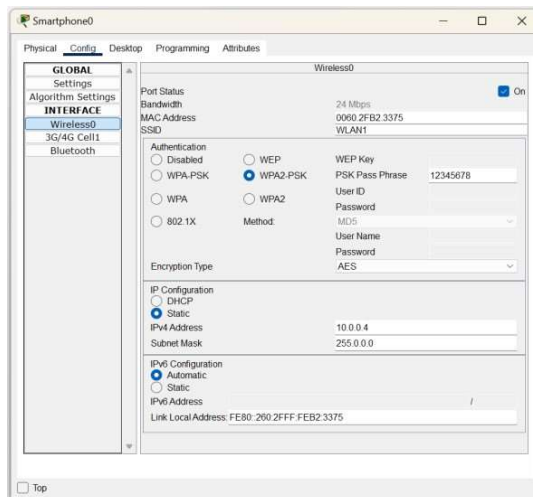 Smartphone0
Physical Config Desktop Programming Attributes
GLOBAL
Settings
Algorithm Settings
INTERFACE
Wireless0
3G/4G Cell1
Bluetooth
Wireless0
Port Status On
Bandwidth 24 Mbps
MAC Address 0060.2FB2.3375
SSID WLAN1
Authentication
Disabled WEP WEP Key
WPA-PSK WPA2-PSK PSK Pass Phrase 12345678
User ID
WPA WPA2
Password
802.1X Method: MD5
User Name
Password
Encryption Type AES
IP Configuration
DHCP
Static
IPv4 Address 10.0.0.4
Subnet Mask 255.0.0.0
IPv6 Configuration
Automatic
Static
IPv6 Address /
Link Local Address: FE80::260:2FFF:FEB2:3375
Top